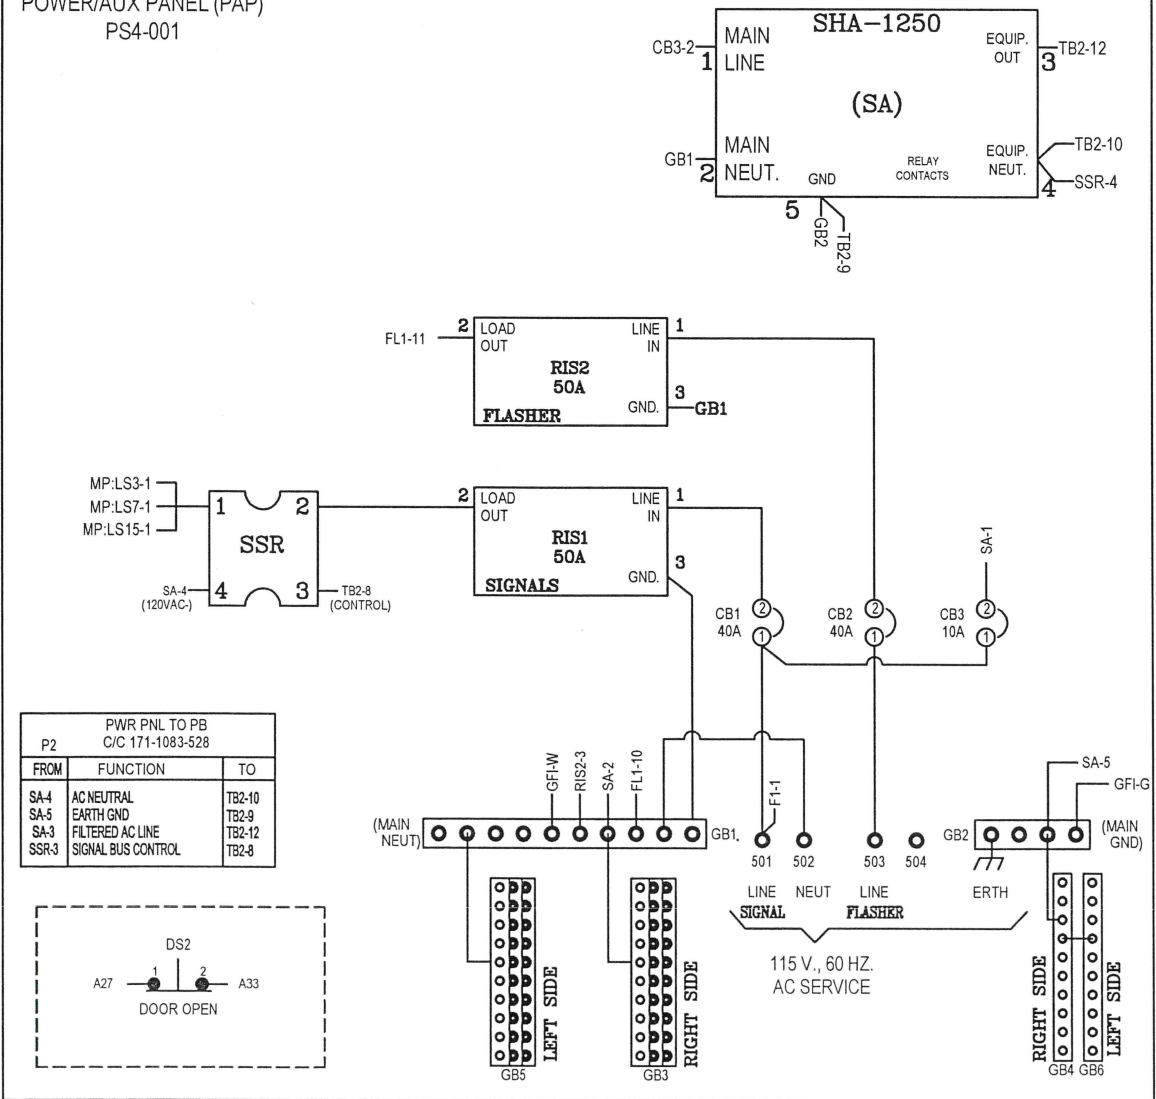 POWER/AUX PANEL (PAP)
PS4-001
SHA-1250
(SA)
CB3-2
1
MAIN
LINE
EQUIP.
OUT
3
TB2-12
GB1
2
MAIN
NEUT.
GND
RELAY
CONTACTS
EQUIP.
NEUT.
4
TB2-10
SSR-4
5
GB2
TB2-9
FL1-11
2
LOAD
OUT
LINE
IN
1
RIS2
50A
3
GND.
GB1
FLASHER
MP:LS3-1
MP:LS7-1
MP:LS15-1
1
2
SSR
SA-4
(120VAC-)
4
3
TB2-8
(CONTROL)
2
LOAD
OUT
LINE
IN
1
RIS1
50A
3
GND.
SIGNALS
SA-1
CB1
40A
2
1
CB2
40A
2
1
CB3
10A
2
1
P2
PWR PNL TO PB
C/C 171-1083-528
FROM FUNCTION TO
SA-4 AC NEUTRAL TB2-10
SA-5 EARTH GND TB2-9
SA-3 FILTERED AC LINE TB2-12
SSR-3 SIGNAL BUS CONTROL TB2-8
GFI-W
RIS2-3
SA-2
FL1-10
F1-1
SA-5
GFI-G
(MAIN
NEUT)
GB1.
501
502
503
504
GB2
(MAIN
GND)
LINE
NEUT
LINE
ERTH
SIGNAL
FLASHER
115 V., 60 HZ.
AC SERVICE
DS2
A27
1
2
A33
DOOR OPEN
LEFT SIDE
GB5
RIGHT SIDE
GB3
RIGHT SIDE
GB4
GB6
LEFT SIDE